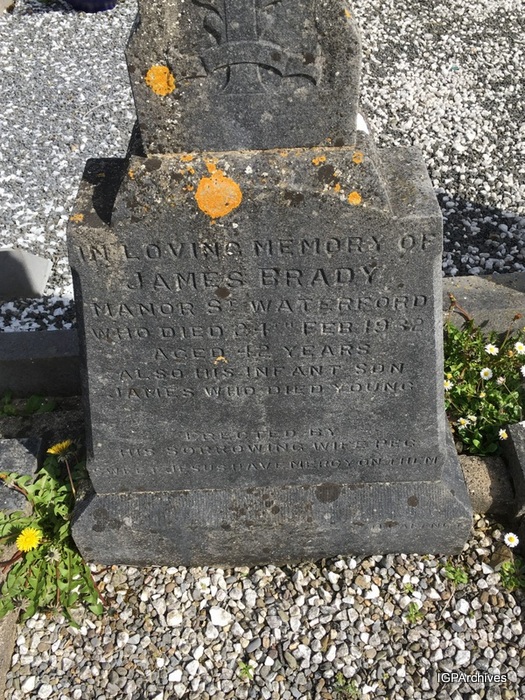 IN LOVING MEMORY OF
JAMES BRADY
MANOR ST WATERFORD
WHO DIED 24TH FEB 1932
AGED 42 YEARS
ALSO HIS INFANT SON
JAMES WHO DIED YOUNG
ERECTED BY
HIS SORROWING WIFE PEG
SWEET JESUS HAVE MERCY ON THEM
IGPArchives